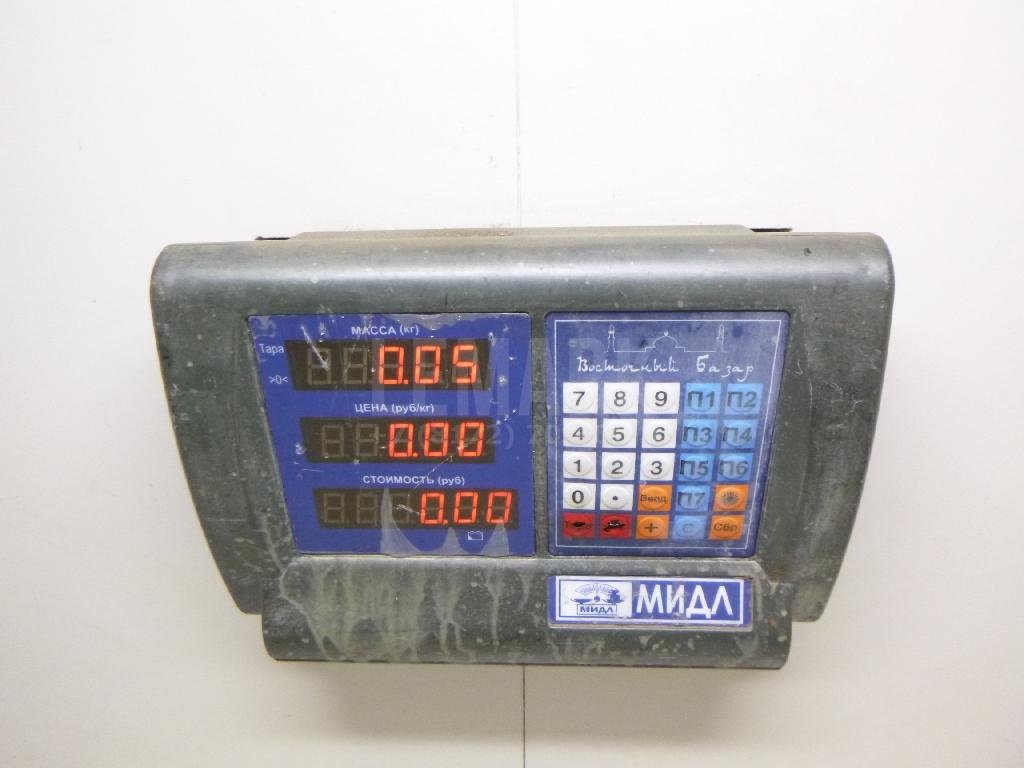 МАССА (кг)
Тара
0.05
>0<
ЦЕНА (руб/кг)
0.00
СТОИМОСТЬ (руб)
0.00
Восточный Базар
7 8 9 П1 П2
4 5 6 П3 П4
1 2 3 П5 П6
0 . Ввод П7
+ С Сбр
МИДЛ
МИДЛ